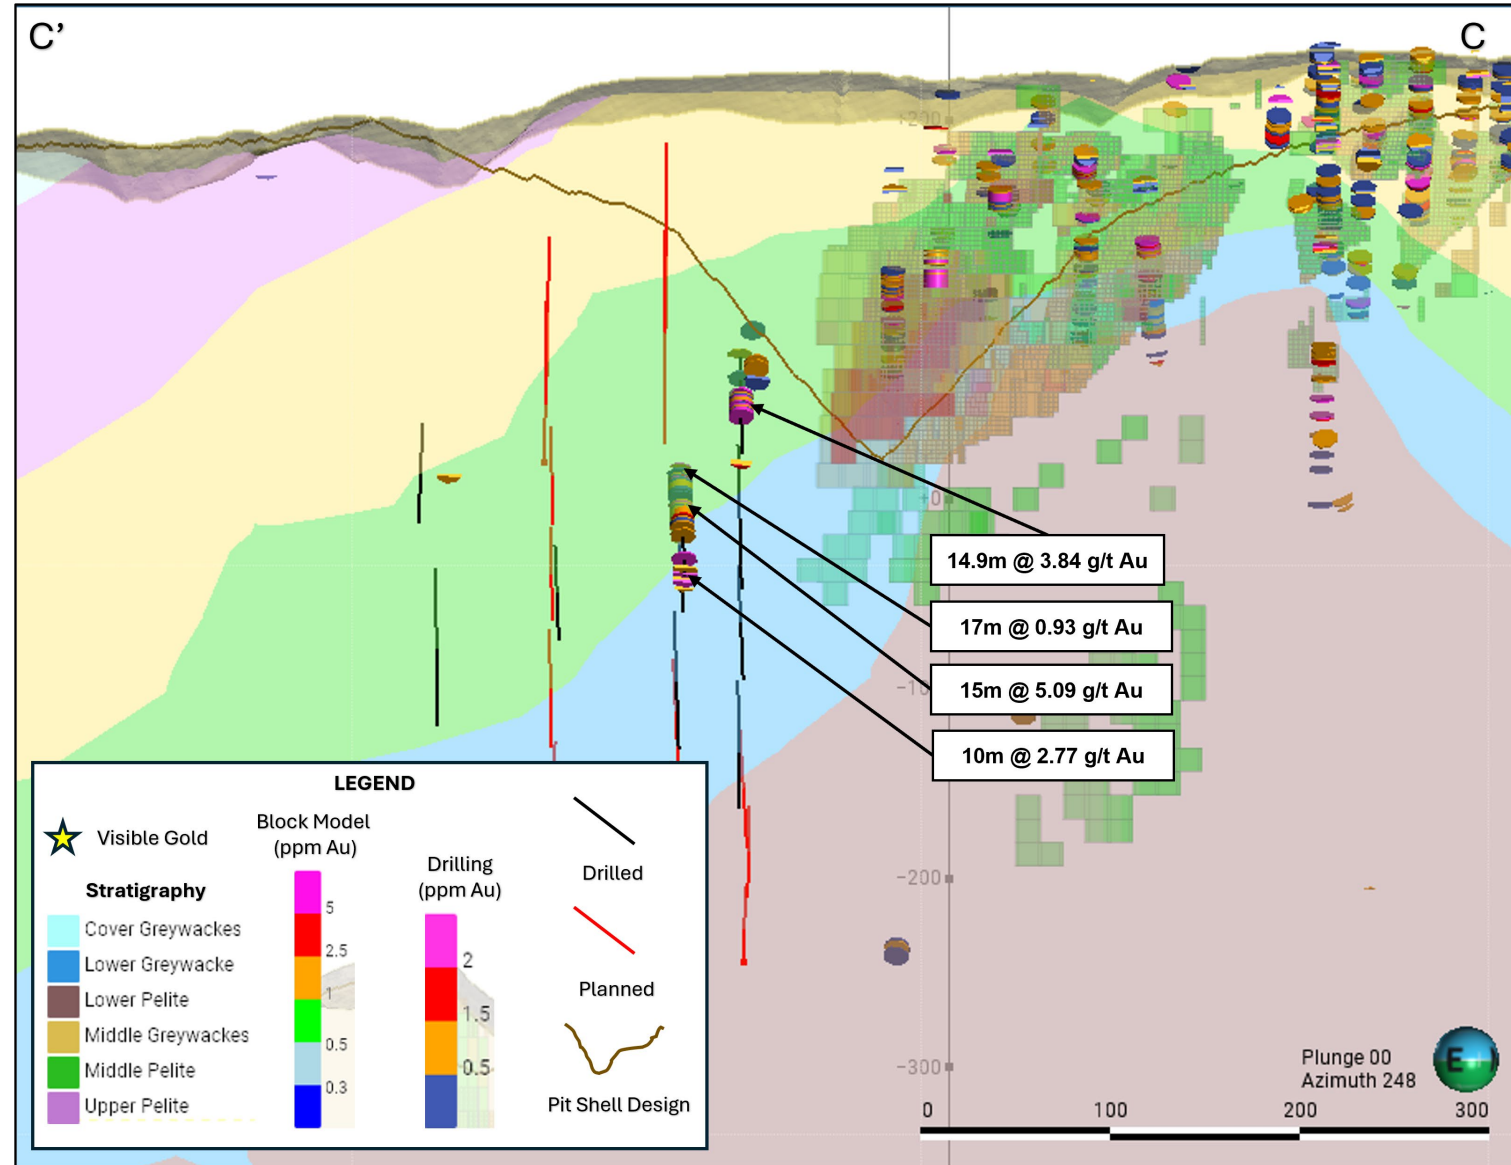 C’
C
+200
+0
-10
-200
-300
14.9m @ 3.84 g/t Au
17m @ 0.93 g/t Au
15m @ 5.09 g/t Au
10m @ 2.77 g/t Au
LEGEND
Visible Gold
Stratigraphy
Cover Greywackes
Lower Greywacke
Lower Pelite
Middle Greywackes
Middle Pelite
Upper Pelite
Block Model
(ppm Au)
5
2.5
1
0.5
0.3
Drilling
(ppm Au)
2
1.5
0.5
Drilled
Planned
Pit Shell Design
Plunge 00
Azimuth 248
E
0
100
200
300